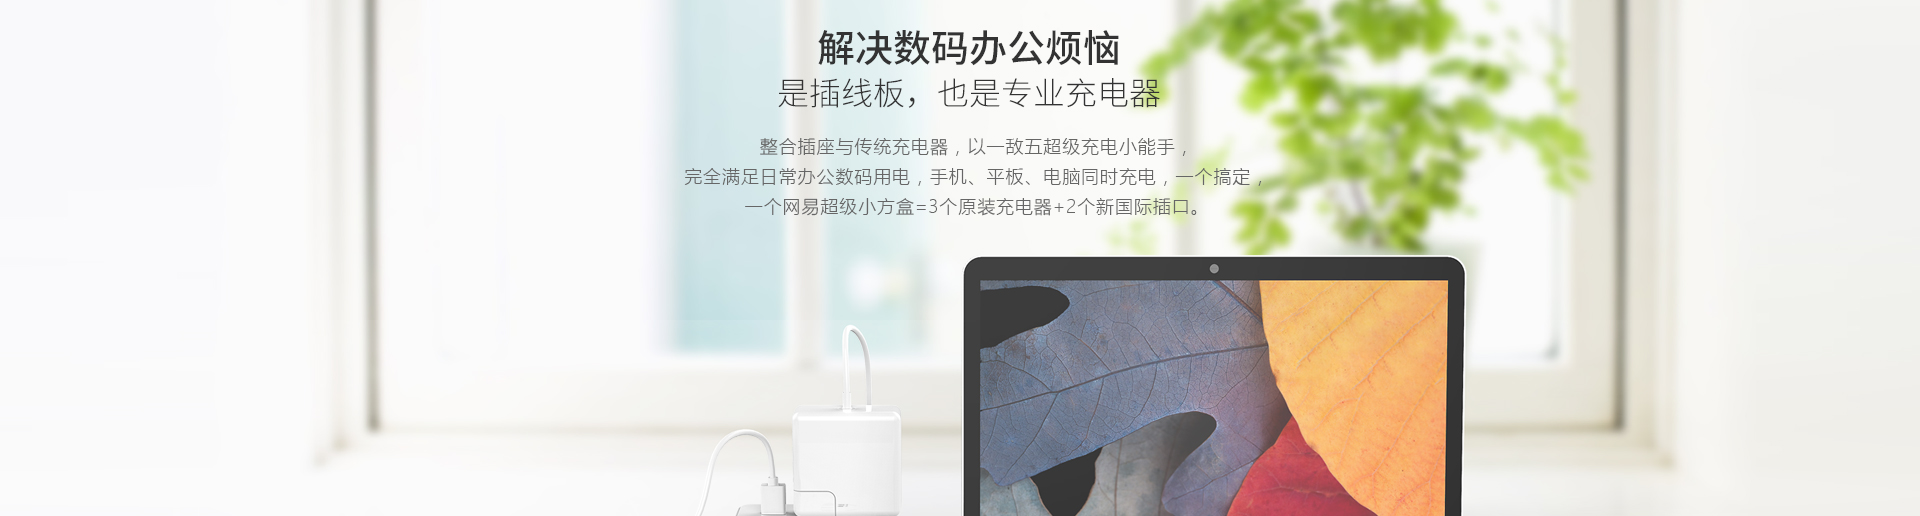 解决数码办公烦恼
是插线板，也是专业充电器
整合插座与传统充电器，以一敌五超级充电小能手，
完全满足日常办公数码用电，手机、平板、电脑同时充电，一个搞定，
一个网易超级小方盒=3个原装充电器+2个新国际插口。